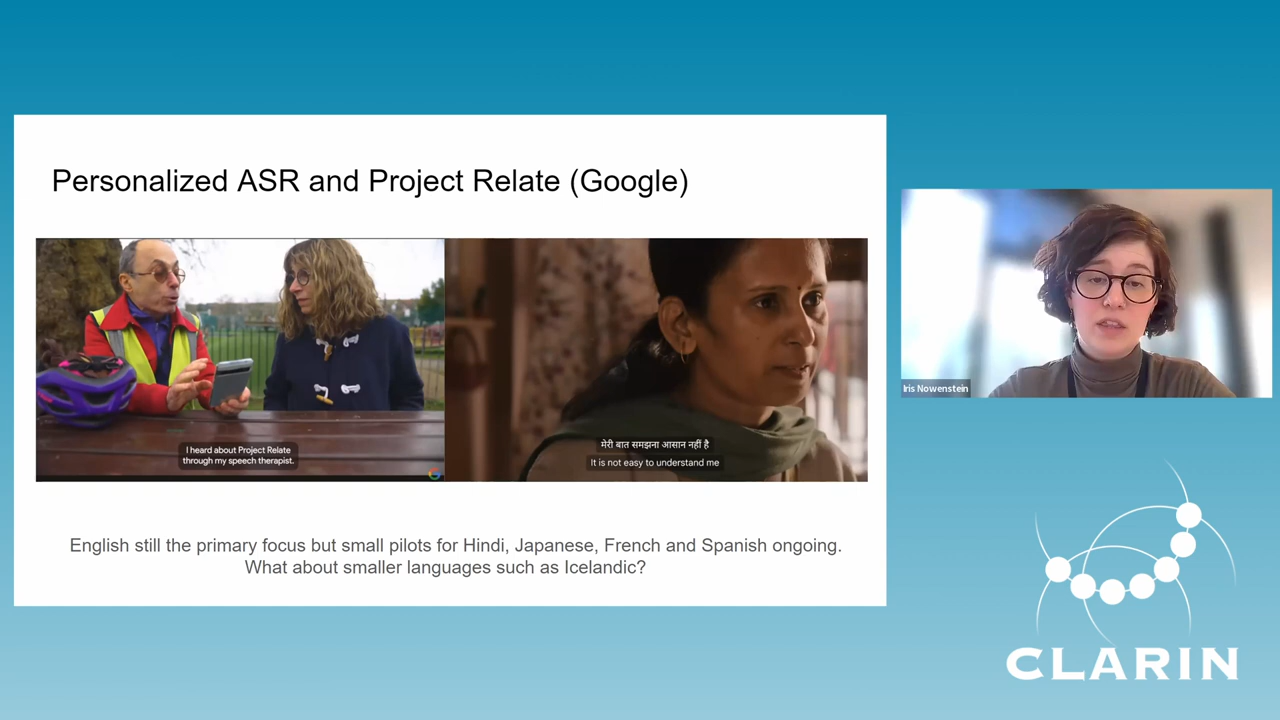 Personalized ASR and Project Relate (Google)
I heard about Project Relate
through my speech therapist.
मेरी बात समझना आसान नहीं है
It is not easy to understand me
English still the primary focus but small pilots for Hindi, Japanese, French and Spanish ongoing.
What about smaller languages such as Icelandic?
Iris Nowenstein
CLARIN